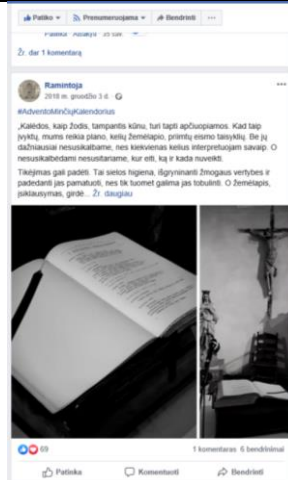 Patiko Prenumeruojama Bendrinti ...
Patinka
Žr. dar 1 komentarą
Ramintoja
2018 m. gruodžio 3 d.
#AdventoMinčiųKalendorius
„Kalėdos, kaip žodis, tampantis kūnu, turi tapti apčiuopiamos. Kad taip
įvyktų, mums reikia plano, kelių žemėlapio, priimtų eismo taisyklių. Be jų
dažniausiai nesusikalbame, nes kiekvienas kelius interpretuojam savaip. O
nesusikalbėdami nesusitariame, kur eiti, ką ir kada nuveikti.
Tikėjimas gali padėti. Tai sielos higiena, išgryninanti žmogaus vertybes ir
padedanti jas pamatuoti, nes tik tuomet galima jas tobulinti. O žemėlapis,
įsiklausymas, girdė... Žr. daugiau
69 1 komentaras 6 bendrinimai
Patinka Komentuoti Bendrinti